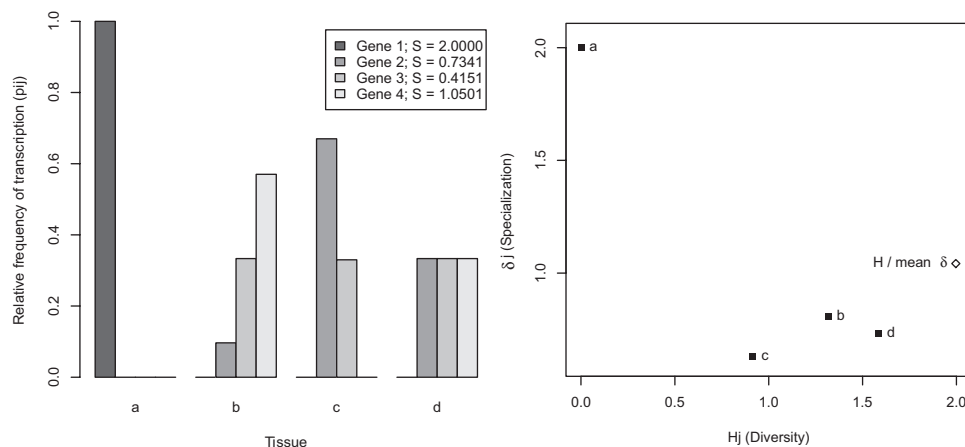 Relative frequency of transcription (pij)
1.0
0.8
0.6
0.4
0.2
0.0
Gene 1; S = 2.0000
Gene 2; S = 0.7341
Gene 3; S = 0.4151
Gene 4; S = 1.0501
a b c d
Tissue
δ j (Specialization)
2.0
1.5
1.0
a
H / mean δ
b
d
c
0.0 0.5 1.0 1.5 2.0
Hj (Diversity)